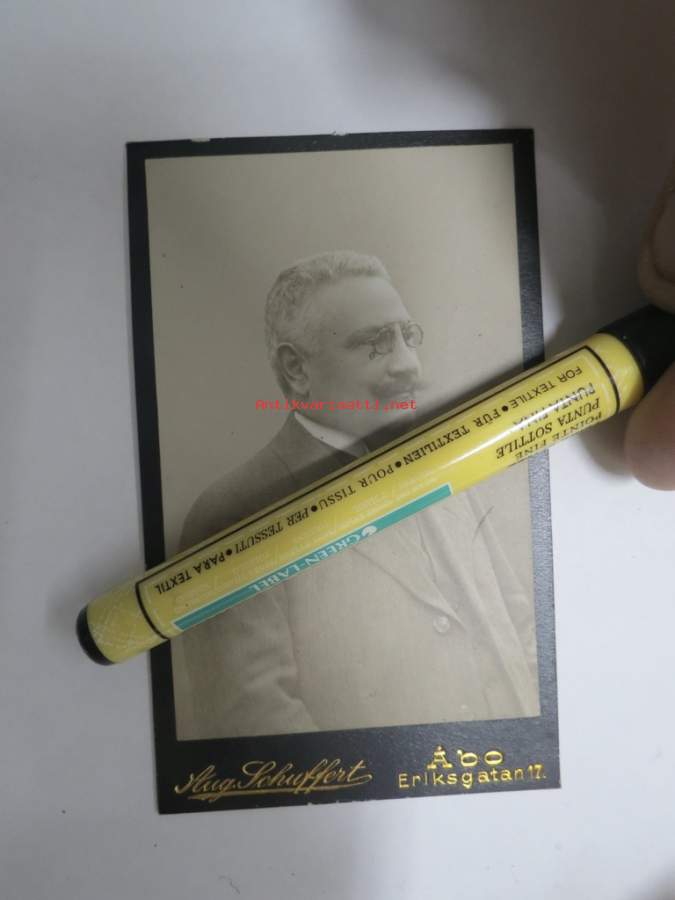 Antikvariaatti.net
POINTE FINE
PUNTA SOTTILE
PUNTA FINA
FOR TEXTILE • FÜR TEXTILIEN • POUR TISSU • PER TESSUTI • PARA TEXTIL
GREEN-LABEL
Aug. Schuffert
Åbo
Eriksgatan 17.